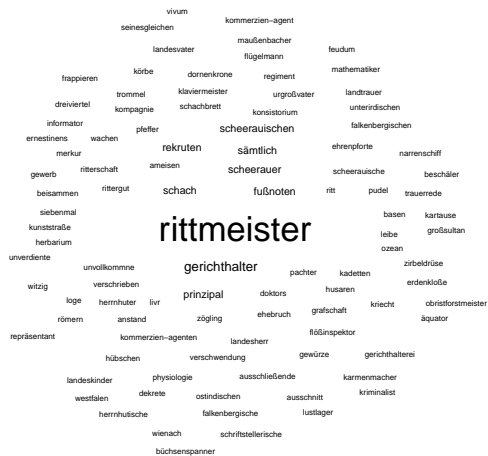 vivum
kommerzien−agent
seinesgleichen
maußenbacher
landesvater feudum
flügelmann
körbe dornenkrone regiment mathematiker
frappieren
klaviermeister urgroßvater landtrauer
trommel
dreiviertel kompagnie schachbrett konsistorium unterirdischen
informator pfeffer scheerauischen falkenbergischen
ernestinens wachen rekruten sämtlich ehrenpforte
merkur ameisen narrenschiff
gewerb ritterschaft scheerauer scheerauische beschäler
beisammen rittergut schach fußnoten ritt pudel trauerrede
siebenmal basen kartause
kunststraße rittmeister leibe großsultan
herbarium ozean
unverdiente zirbeldrüse
unvollkommne gerichthalter pachter kadetten
witzig verschrieben husaren erdenkloße
loge herrnhuter livr prinzipal doktors kriecht obristforstmeister
römern anstand zögling ehebruch grafschaft äquator
repräsentant kommerzien−agenten landesherr flößinspektor
hübschen verschwendung gewürze gerichthalterei
landeskinder physiologie ausschließende karmenmacher
westfalen dekrete ostindischen ausschnitt kriminalist
herrnhutische falkenbergische lustlager
wienach schriftstellerische
büchsenspanner